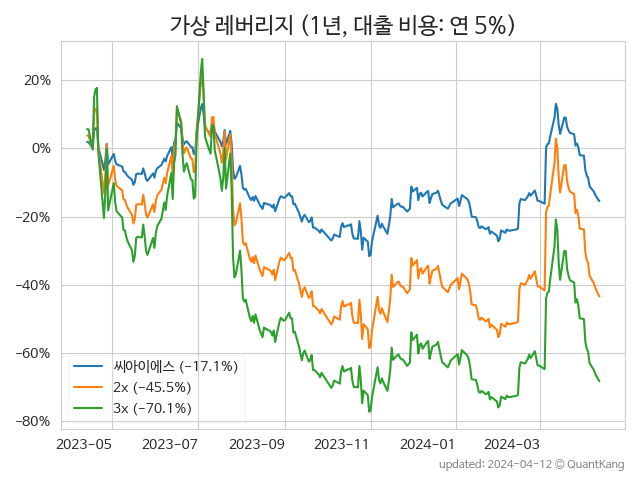 가상 레버리지 (1년, 대출 비용: 연 5%)
20%
0%
−20%
−40%
−60%
−80%
씨아이에스 (-17.1%)
2x (-45.5%)
3x (-70.1%)
2023-05 2023-07 2023-09 2023-11 2024-01 2024-03
updated: 2024-04-12 © QuantKang